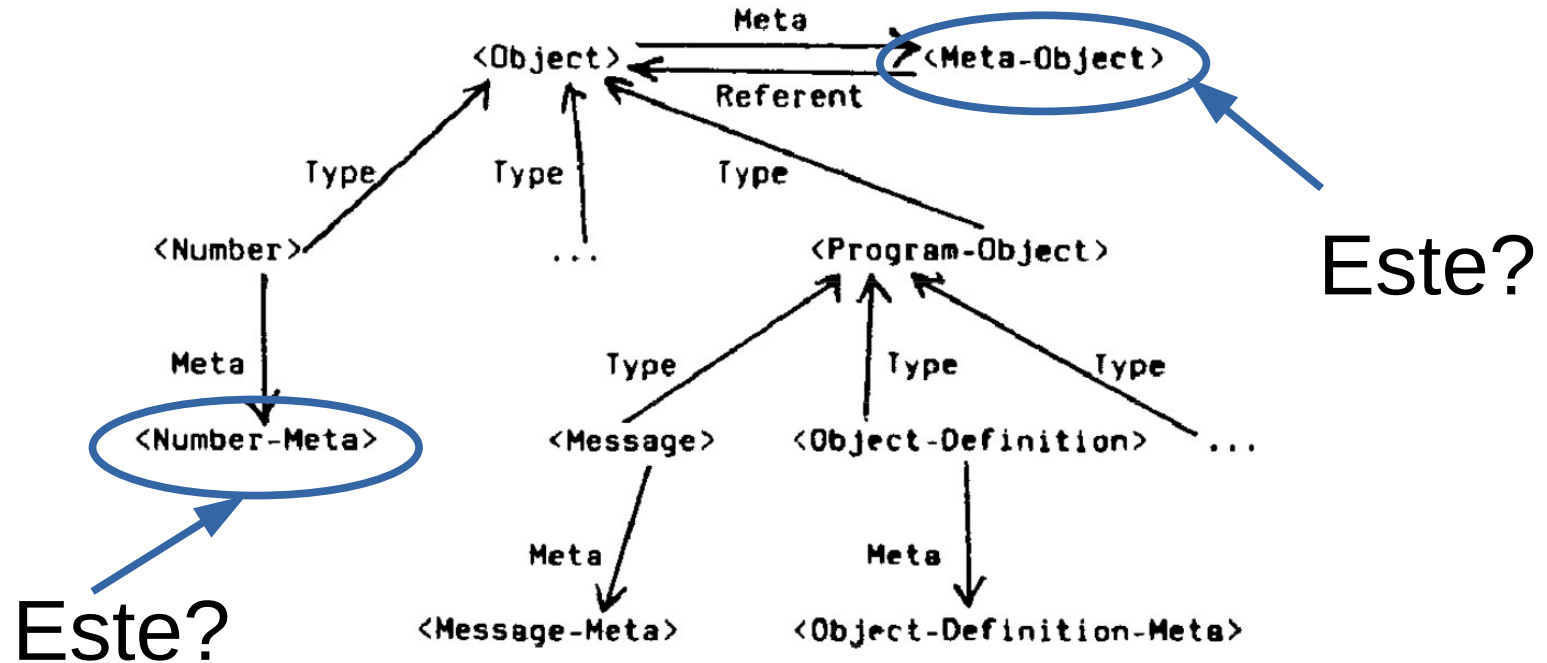 Meta
<Object> <Meta-Object>
Referent
Type Type Type
<Number> ... <Program-Object>
Este?
Meta Type Type Type
<Number-Meta> <Message> <Object-Definition> ...
Meta Meta
Este? <Message-Meta> <Object-Definition-Meta>